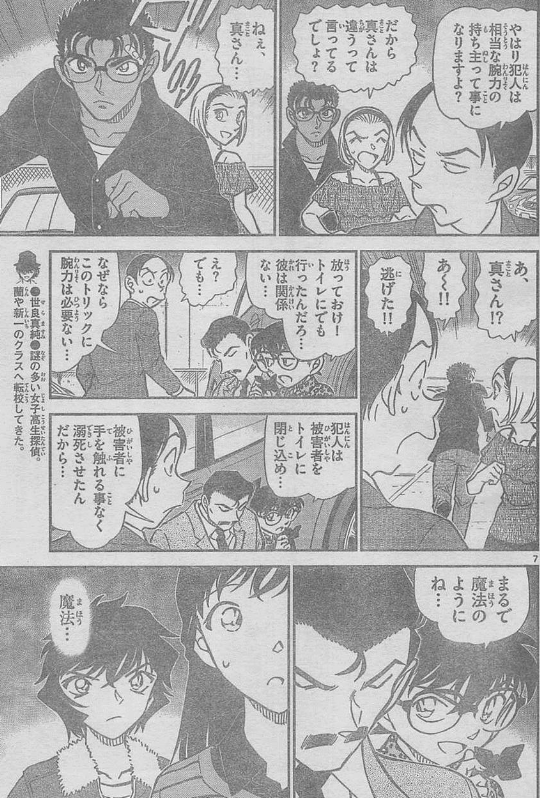 やはり犯人は
相当な腕力の
持ち主って事に
なりますよ？
だから
真さんは
違うって
言ってる
でしょ？
ねえ、
真さん…
あ、
真さん!?
あ〜!!
逃げた!!
放っておけ！
トイレにでも
行ったんだろ…
彼は関係
ない…
え？
でも…
なぜなら
このトリックに
腕力は必要ない…
犯人は
被害者を
トイレに
閉じ込め…
被害者に
手を触れる事なく
溺死させたん
だから…
●世良真純●謎の多い女子高生探偵。
蘭や新一のクラスへ転校してきた。
7
まるで
魔法の
ように
ね…
魔法…